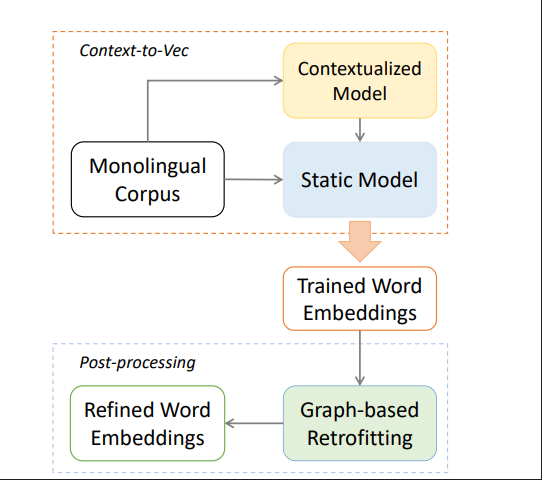 Context-to-Vec
Contextualized
Model
Monolingual
Corpus
Static Model
Trained Word
Embeddings
Post-processing
Refined Word
Embeddings
Graph-based
Retrofitting